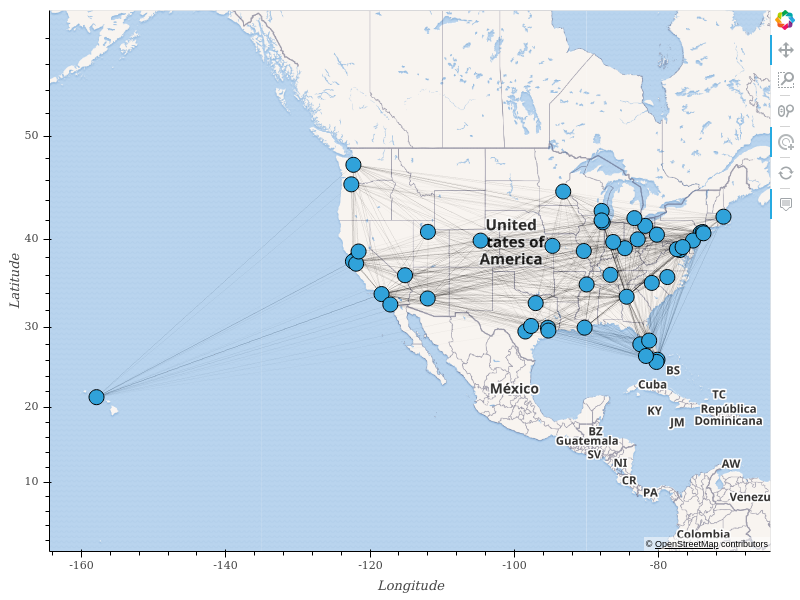 50
40
30
20
10
-160
-140
-120
-100
-80
Latitude
Longitude
United
States of
America
México
BS
Cuba
TC
KY
República
Dominicana
JM
BZ
Guatemala
SV
NI
CR
PA
AW
Venezu
Colombia
© OpenStreetMap contributors